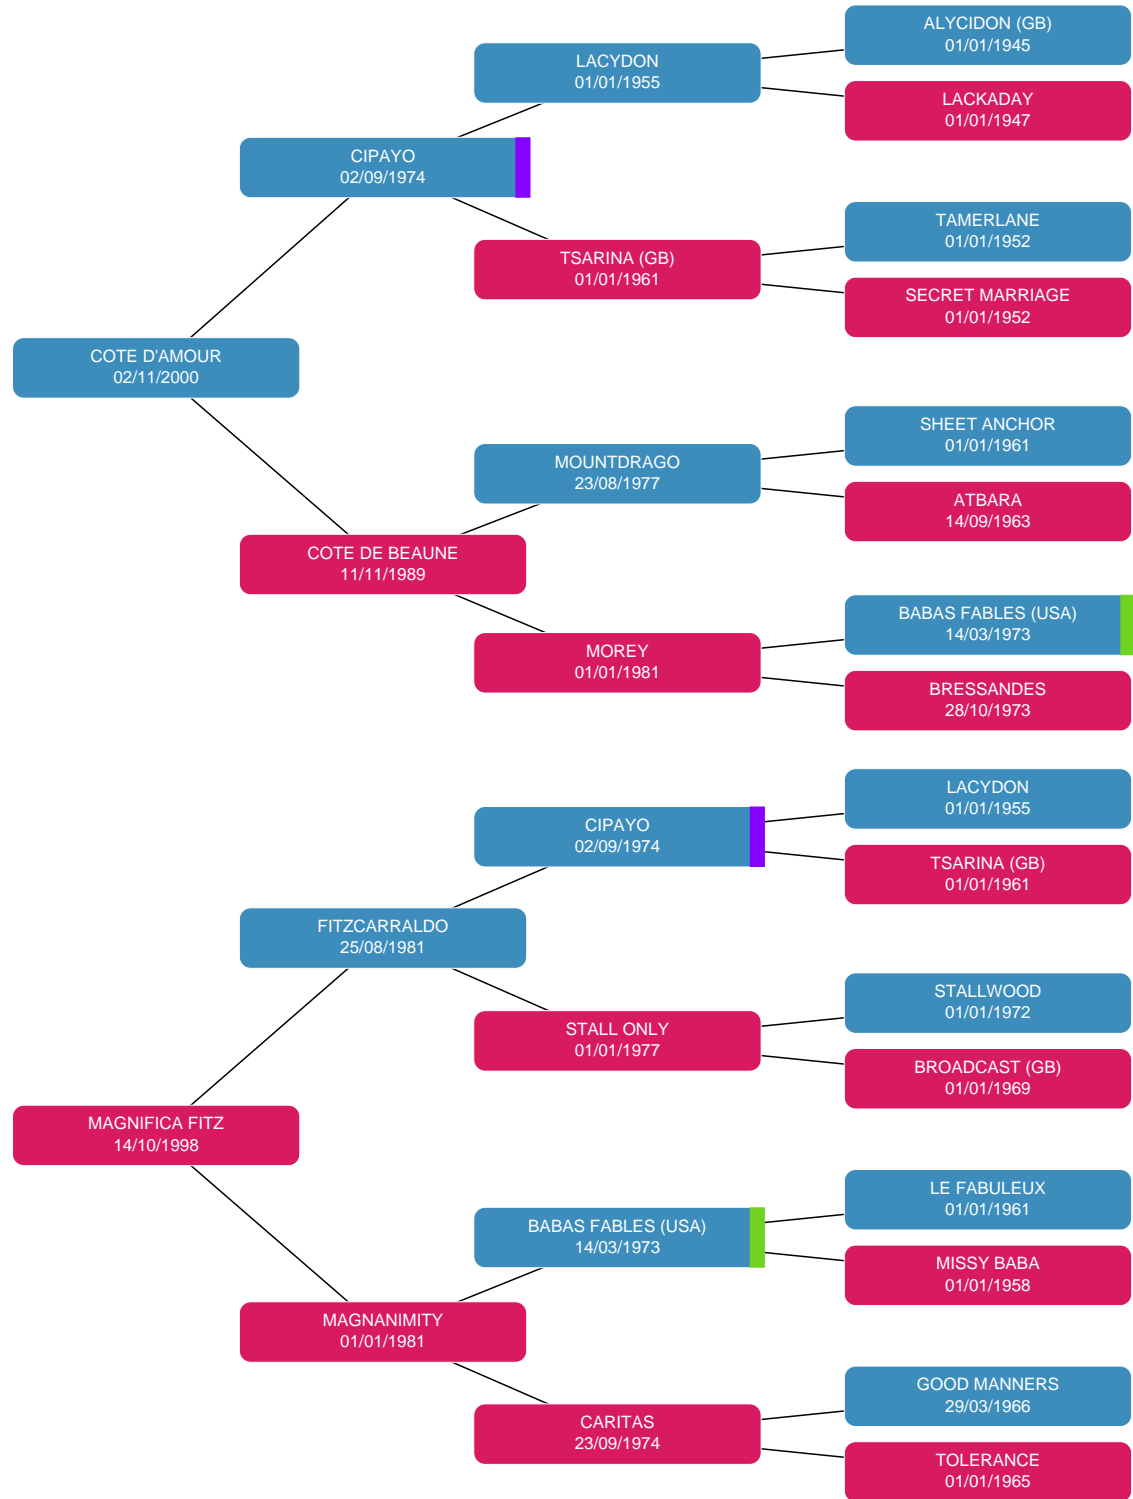 ALYCIDON (GB)
01/01/1945
LACYDON
01/01/1955
LACKADAY
01/01/1947
CIPAYO
02/09/1974
TAMERLANE
01/01/1952
TSARINA (GB)
01/01/1961
SECRET MARRIAGE
01/01/1952
COTE D'AMOUR
02/11/2000
SHEET ANCHOR
01/01/1961
MOUNTDRAGO
23/08/1977
ATBARA
14/09/1963
COTE DE BEAUNE
11/11/1989
BABAS FABLES (USA)
14/03/1973
MOREY
01/01/1981
BRESSANDES
28/10/1973
LACYDON
01/01/1955
CIPAYO
02/09/1974
TSARINA (GB)
01/01/1961
FITZCARRALDO
25/08/1981
STALLWOOD
01/01/1972
STALL ONLY
01/01/1977
BROADCAST (GB)
01/01/1969
MAGNIFICA FITZ
14/10/1998
LE FABULEUX
01/01/1961
BABAS FABLES (USA)
14/03/1973
MISSY BABA
01/01/1958
MAGNANIMITY
01/01/1981
GOOD MANNERS
29/03/1966
CARITAS
23/09/1974
TOLERANCE
01/01/1965